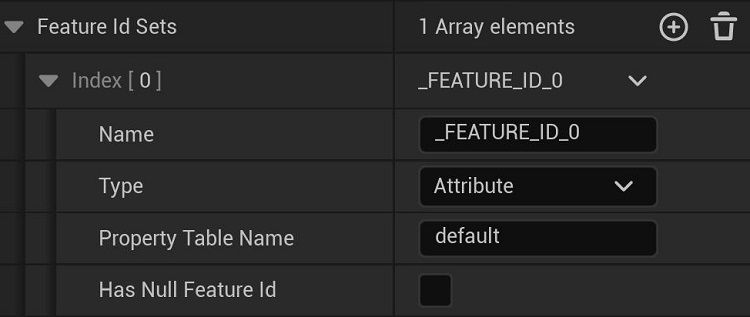 Feature Id Sets 1 Array elements
Index [ 0 ] _FEATURE_ID_0
Name _FEATURE_ID_0
Type Attribute
Property Table Name default
Has Null Feature Id